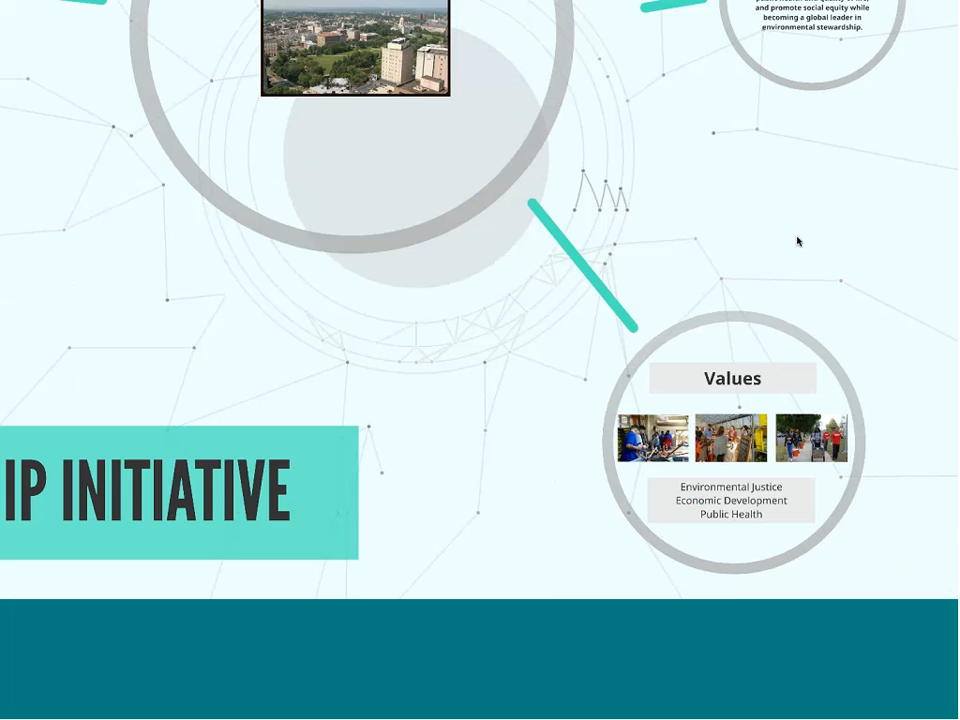 and promote social equity while
becoming a global leader in
environmental stewardship.
Values
Environmental Justice
Economic Development
Public Health
IP INITIATIVE